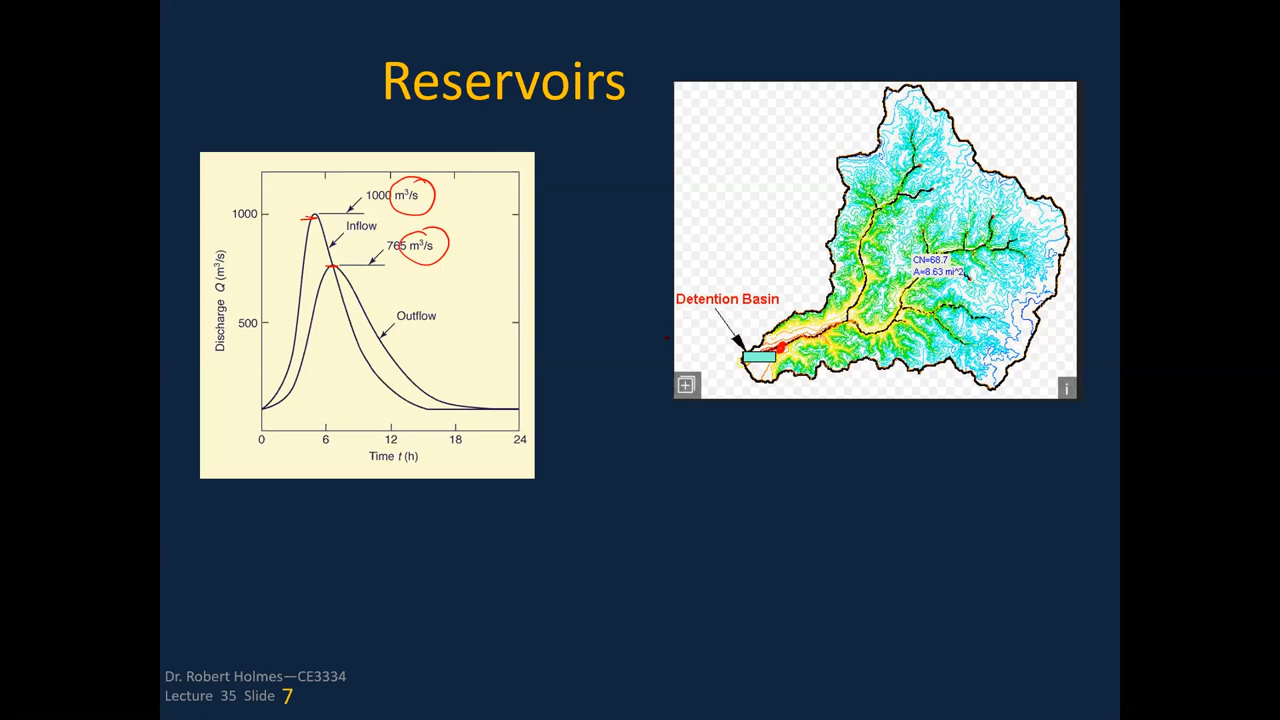 Reservoirs
1000 m³/s
1000
Inflow
765 m³/s
Discharge Q (m³/s)
500
Outflow
0 6 12 18 24
Time t (h)
CN=68.7
A=8.63 mi^2
Detention Basin
i
Dr. Robert Holmes—CE3334
Lecture 35 Slide 7